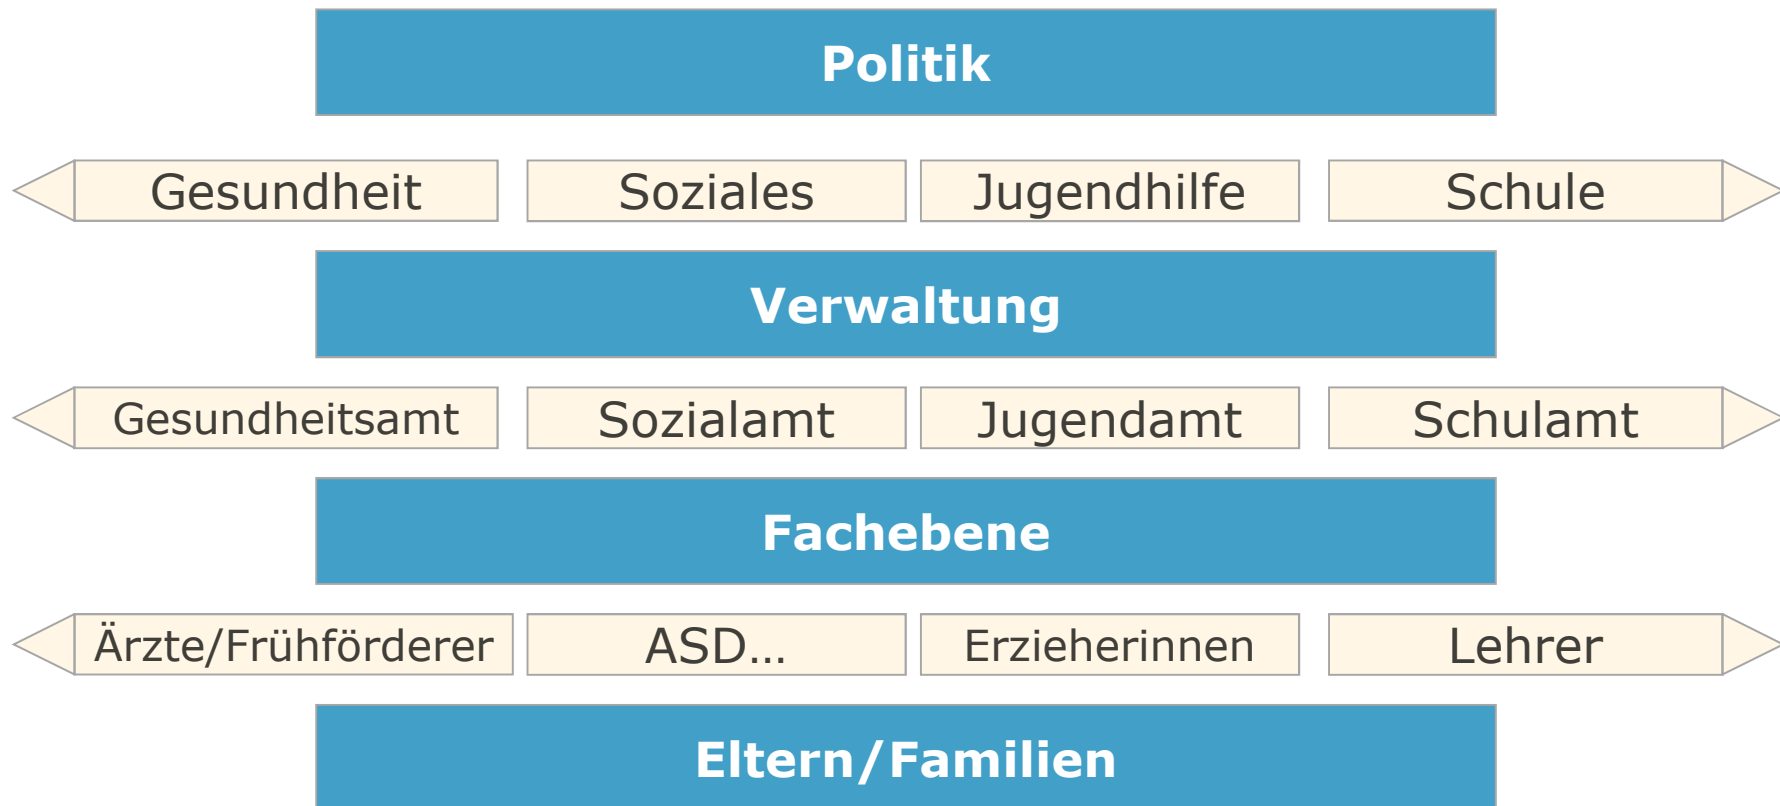 Politik
Gesundheit Soziales Jugendhilfe Schule
Verwaltung
Gesundheitsamt Sozialamt Jugendamt Schulamt
Fachebene
Ärzte/Frühförderer ASD… Erzieherinnen Lehrer
Eltern/Familien